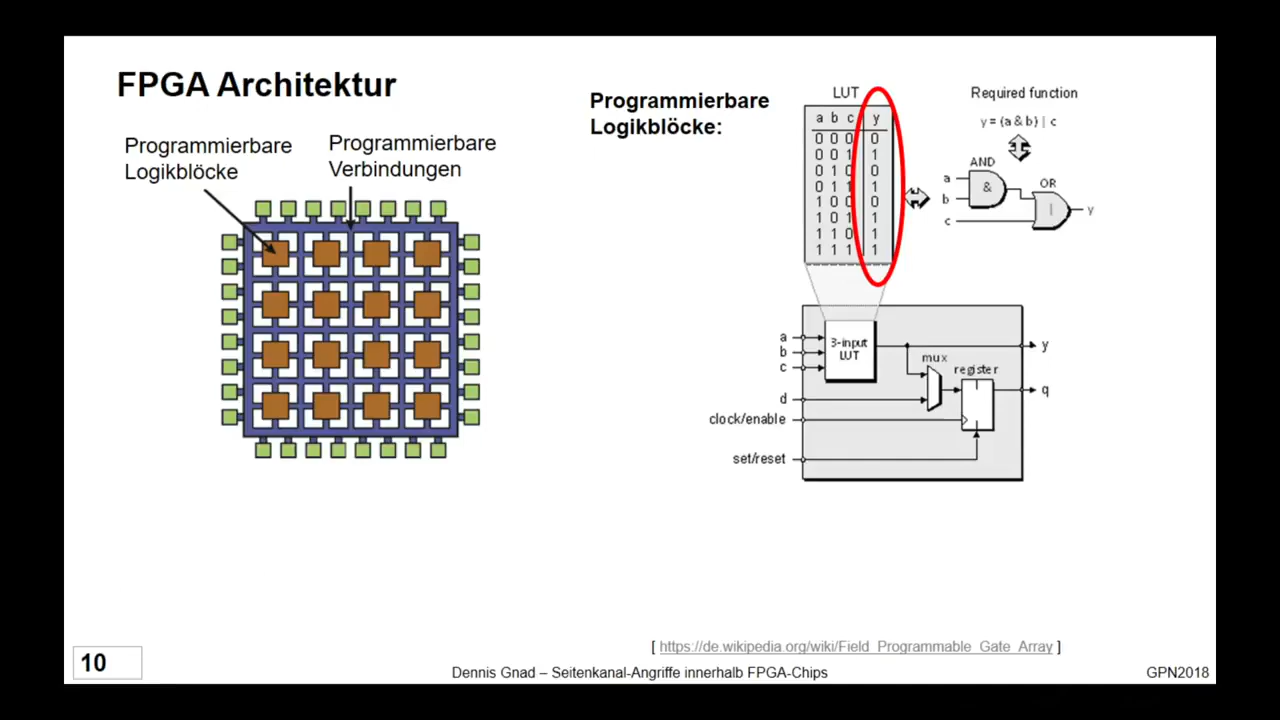 FPGA Architektur
Programmierbare
Logikblöcke
Programmierbare
Verbindungen
Programmierbare
Logikblöcke:
LUT
a b c y
0 0 0 0
0 0 1 1
0 1 0 0
0 1 1 1
1 0 0 0
1 0 1 1
1 1 0 1
1 1 1 1
Required function
y = (a & b) | c
AND
a
b
c
&
OR
|
y
a
b
c
d
clock/enable
set/reset
3-input
LUT
mux
register
y
q
[ https://de.wikipedia.org/wiki/Field_Programmable_Gate_Array ]
10
Dennis Gnad – Seitenkanal-Angriffe innerhalb FPGA-Chips
GPN2018